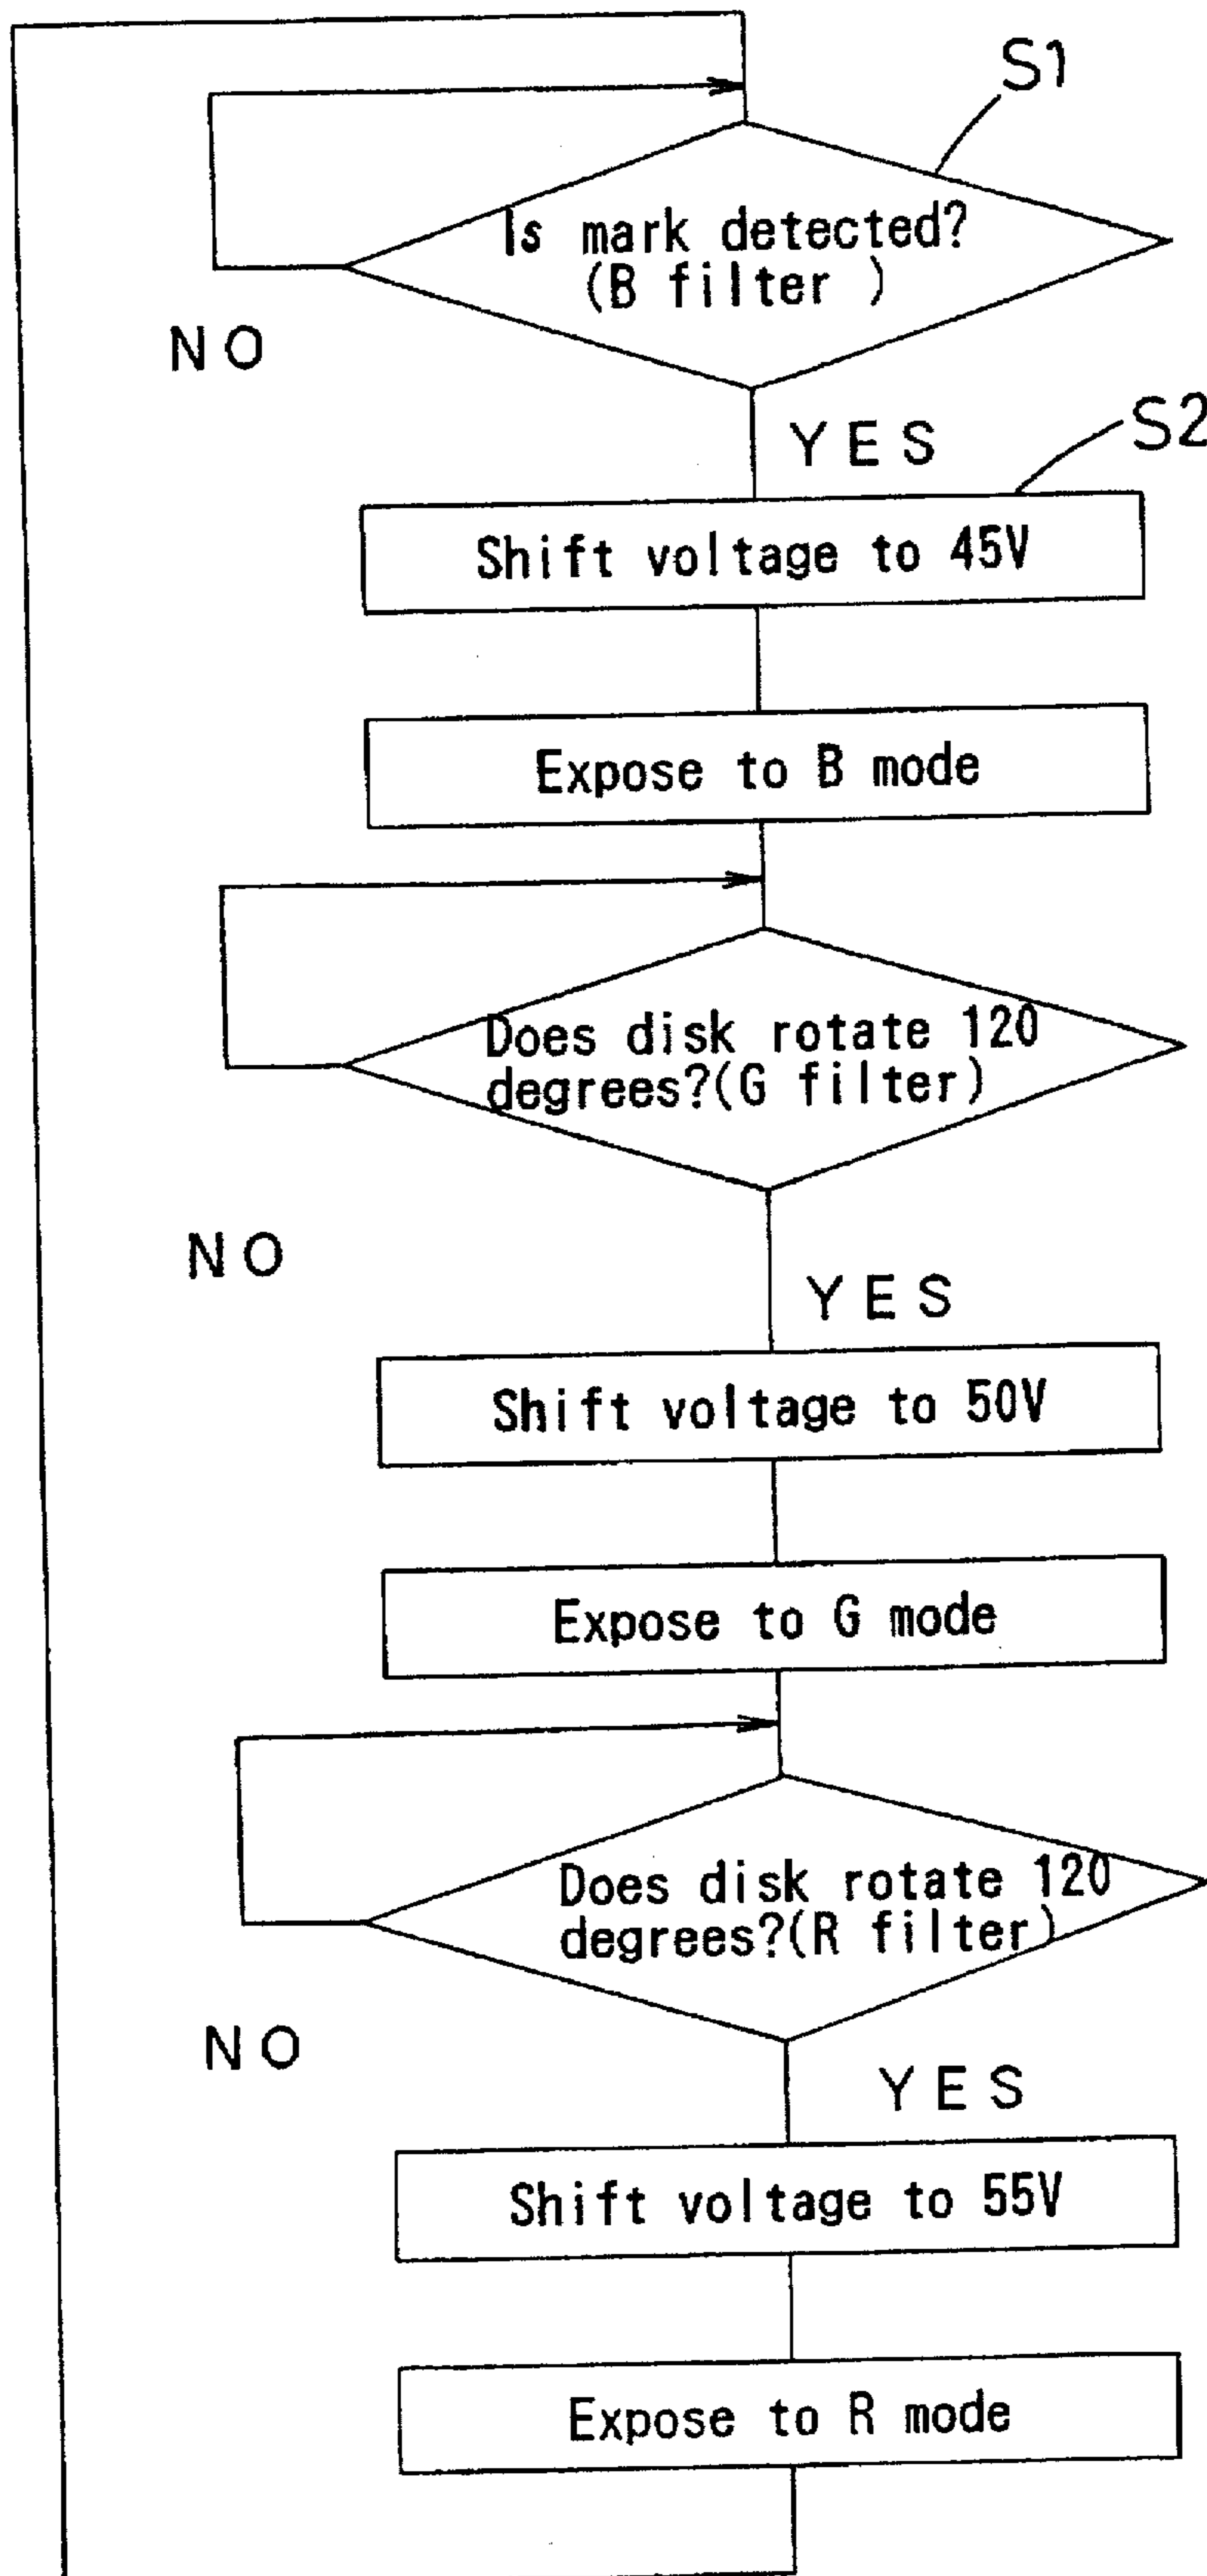 S1
Is mark detected?
(B filter )
NO
YES
S2
Shift voltage to 45V
Expose to B mode
Does disk rotate 120
degrees?(G filter)
NO
YES
Shift voltage to 50V
Expose to G mode
Does disk rotate 120
degrees?(R filter)
NO
YES
Shift voltage to 55V
Expose to R mode